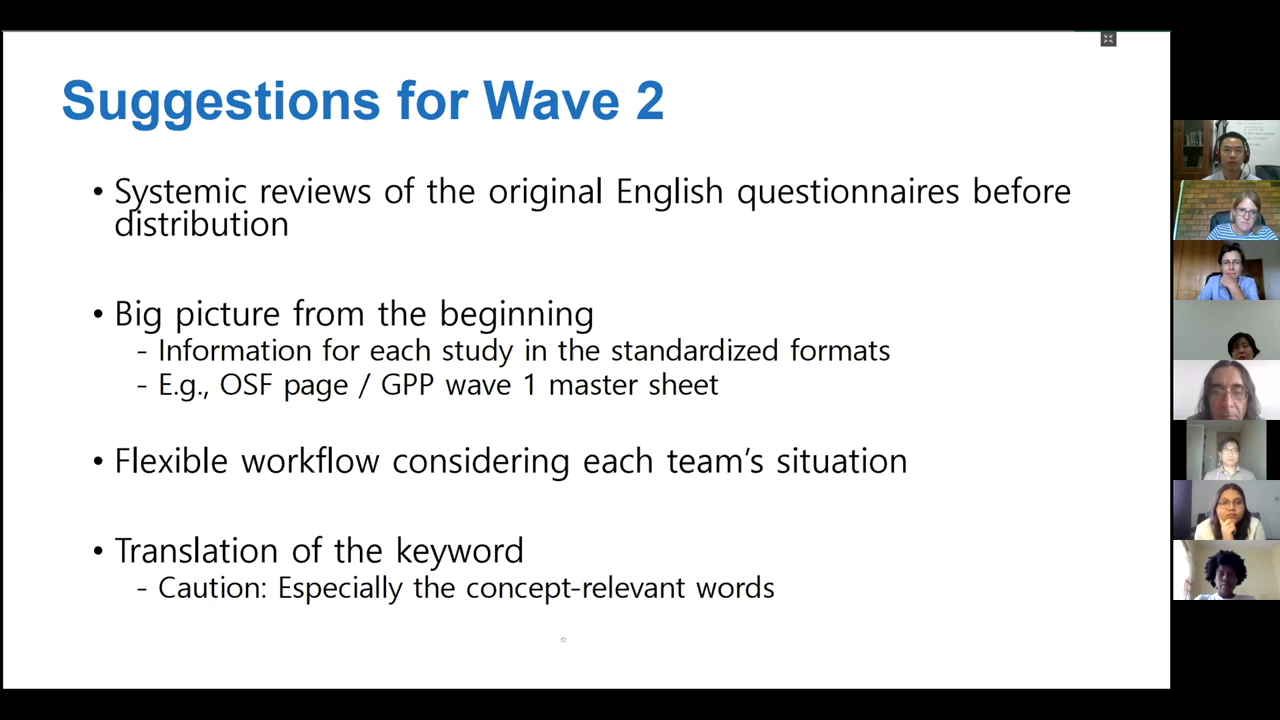 Suggestions for Wave 2
• Systemic reviews of the original English questionnaires before
distribution
• Big picture from the beginning
- Information for each study in the standardized formats
- E.g., OSF page / GPP wave 1 master sheet
• Flexible workflow considering each team’s situation
• Translation of the keyword
- Caution: Especially the concept-relevant words